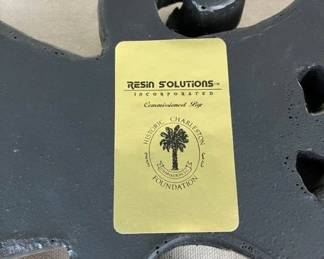 RESIN SOLUTIONS
INCORPORATED
Commissioned By:
HISTORIC CHARLESTON
FOUNDATION